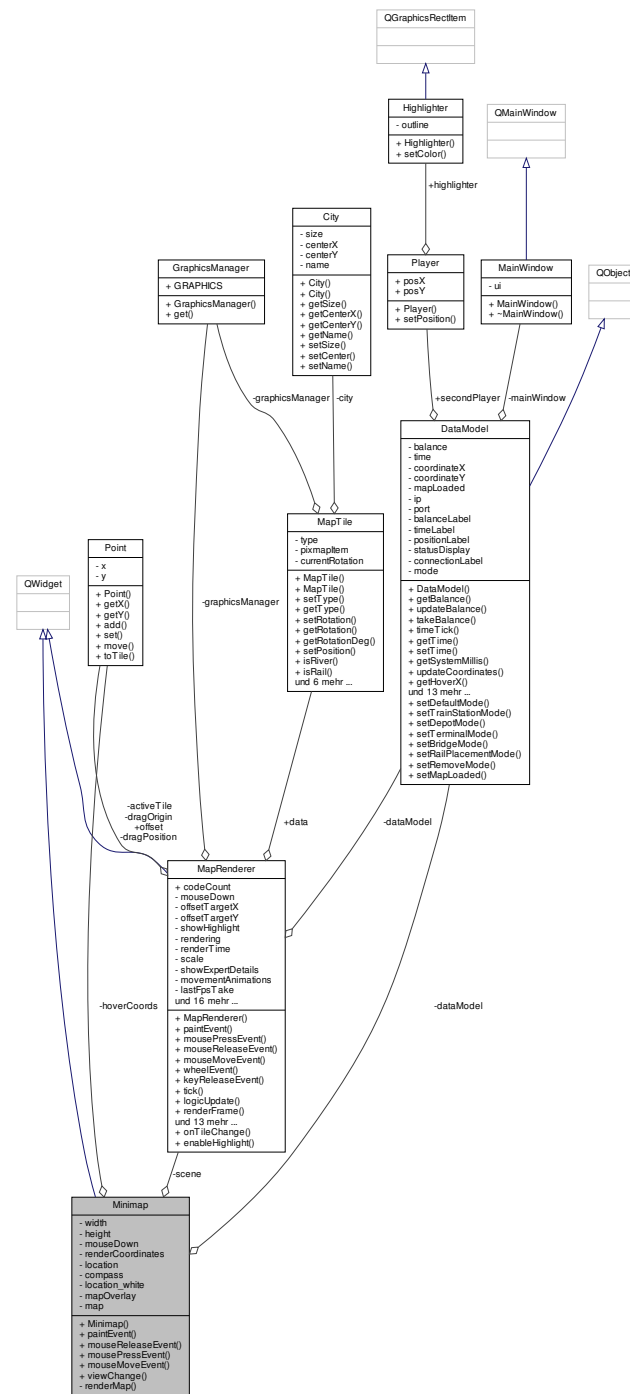 QGraphicsRectItem
Highlighter
- outline
+ Highlighter()
+ setColor()
QMainWindow
+highlighter
City
- size
- centerX
- centerY
- name
+ City()
+ City()
+ getSize()
+ getCenterX()
+ getCenterY()
+ getName()
+ setSize()
+ setCenter()
+ setName()
GraphicsManager
+ GRAPHICS
+ GraphicsManager()
+ get()
Player
+ posX
+ posY
+ Player()
+ setPosition()
MainWindow
- ui
+ MainWindow()
+ ~MainWindow()
QObject
-graphicsManager
-city
+secondPlayer
-mainWindow
DataModel
- balance
- time
- coordinateX
- coordinateY
- mapLoaded
- ip
- port
- balanceLabel
- timeLabel
- positionLabel
- statusDisplay
- connectionLabel
- mode
+ DataModel()
+ getBalance()
+ updateBalance()
+ takeBalance()
+ timeTick()
+ getTime()
+ setTime()
+ getSystemMillis()
+ updateCoordinates()
+ getHoverX()
und 13 mehr ...
+ setDefaultMode()
+ setTrainStationMode()
+ setDepotMode()
+ setTerminalMode()
+ setBridgeMode()
+ setRailPlacementMode()
+ setRemoveMode()
+ setMapLoaded()
MapTile
- type
- pixmapItem
- currentRotation
+ MapTile()
+ MapTile()
+ setType()
+ getType()
+ setRotation()
+ getRotation()
+ getRotationDeg()
+ setPosition()
+ isRiver()
+ isRail()
und 6 mehr ...
Point
- x
- y
+ Point()
+ getX()
+ getY()
+ add()
+ set()
+ move()
+ toTile()
QWidget
-graphicsManager
-activeTile
-dragOrigin
+offset
-dragPosition
+data
-dataModel
MapRenderer
+ codeCount
- mouseDown
- offsetTargetX
- offsetTargetY
- showHighlight
- rendering
- renderTime
- scale
- showExpertDetails
- movementAnimations
- lastFpsTake
und 16 mehr ...
+ MapRenderer()
+ paintEvent()
+ mousePressEvent()
+ mouseReleaseEvent()
+ mouseMoveEvent()
+ wheelEvent()
+ keyReleaseEvent()
+ tick()
+ logicUpdate()
+ renderFrame()
und 13 mehr ...
+ onTileChange()
+ enableHighlight()
-hoverCoords
-dataModel
-scene
Minimap
- width
- height
- mouseDown
- renderCoordinates
- location
- compass
- location_white
- mapOverlay
- map
+ Minimap()
+ paintEvent()
+ mouseReleaseEvent()
+ mousePressEvent()
+ mouseMoveEvent()
+ viewChange()
- renderMap()